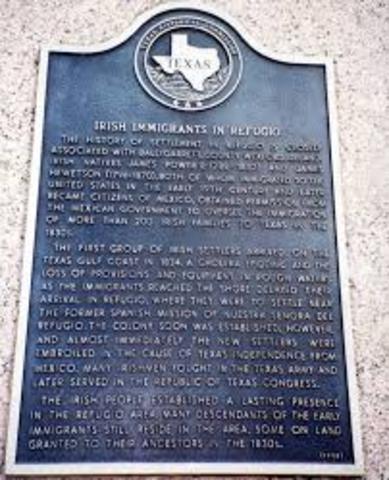 TEXAS HISTORICAL COMMISSION
TEXAS
IRISH IMMIGRANTS IN REFUGIO
THE HISTORY OF SETTLEMENT IN REFUGIO IS CLOSELY
ASSOCIATED WITH BALLYGARRETT, COUNTY WEXFORD, IRELAND.
IRISH NATIVES JAMES POWER AND JAMES
HEWETSON BOTH OF WHOM IMMIGRATED TO THE
UNITED STATES IN THE EARLY 19TH CENTURY AND LATER
BECAME CITIZENS OF MEXICO, OBTAINED PERMISSION FROM
THE MEXICAN GOVERNMENT TO OVERSEE THE IMMIGRATION
OF MORE THAN 200 IRISH FAMILIES TO TEXAS IN THE
1830s.
THE FIRST GROUP OF IRISH SETTLERS ARRIVED ON THE
TEXAS GULF COAST IN 1834. A CHOLERA EPIDEMIC AND THE
LOSS OF PROVISIONS AND EQUIPMENT IN ROUGH WATERS
AS THE IMMIGRANTS REACHED THE SHORE DELAYED THEIR
ARRIVAL IN REFUGIO, WHERE THEY WERE TO SETTLE NEAR
THE FORMER SPANISH MISSION OF NUESTRA SENORA DEL
REFUGIO. THE COLONY SOON WAS ESTABLISHED, HOWEVER,
AND ALMOST IMMEDIATELY THE NEW SETTLERS WERE
EMBROILED IN THE CAUSE OF TEXAS INDEPENDENCE FROM
MEXICO. MANY IRISHMEN FOUGHT IN THE TEXAS ARMY AND
LATER SERVED IN THE REPUBLIC OF TEXAS CONGRESS.
THE IRISH PEOPLE ESTABLISHED A LASTING PRESENCE
IN THE REFUGIO AREA. MANY DESCENDANTS OF THE EARLY
IMMIGRANTS STILL RESIDE IN THE AREA, SOME ON LAND
GRANTED TO THEIR ANCESTORS IN THE 1830s.